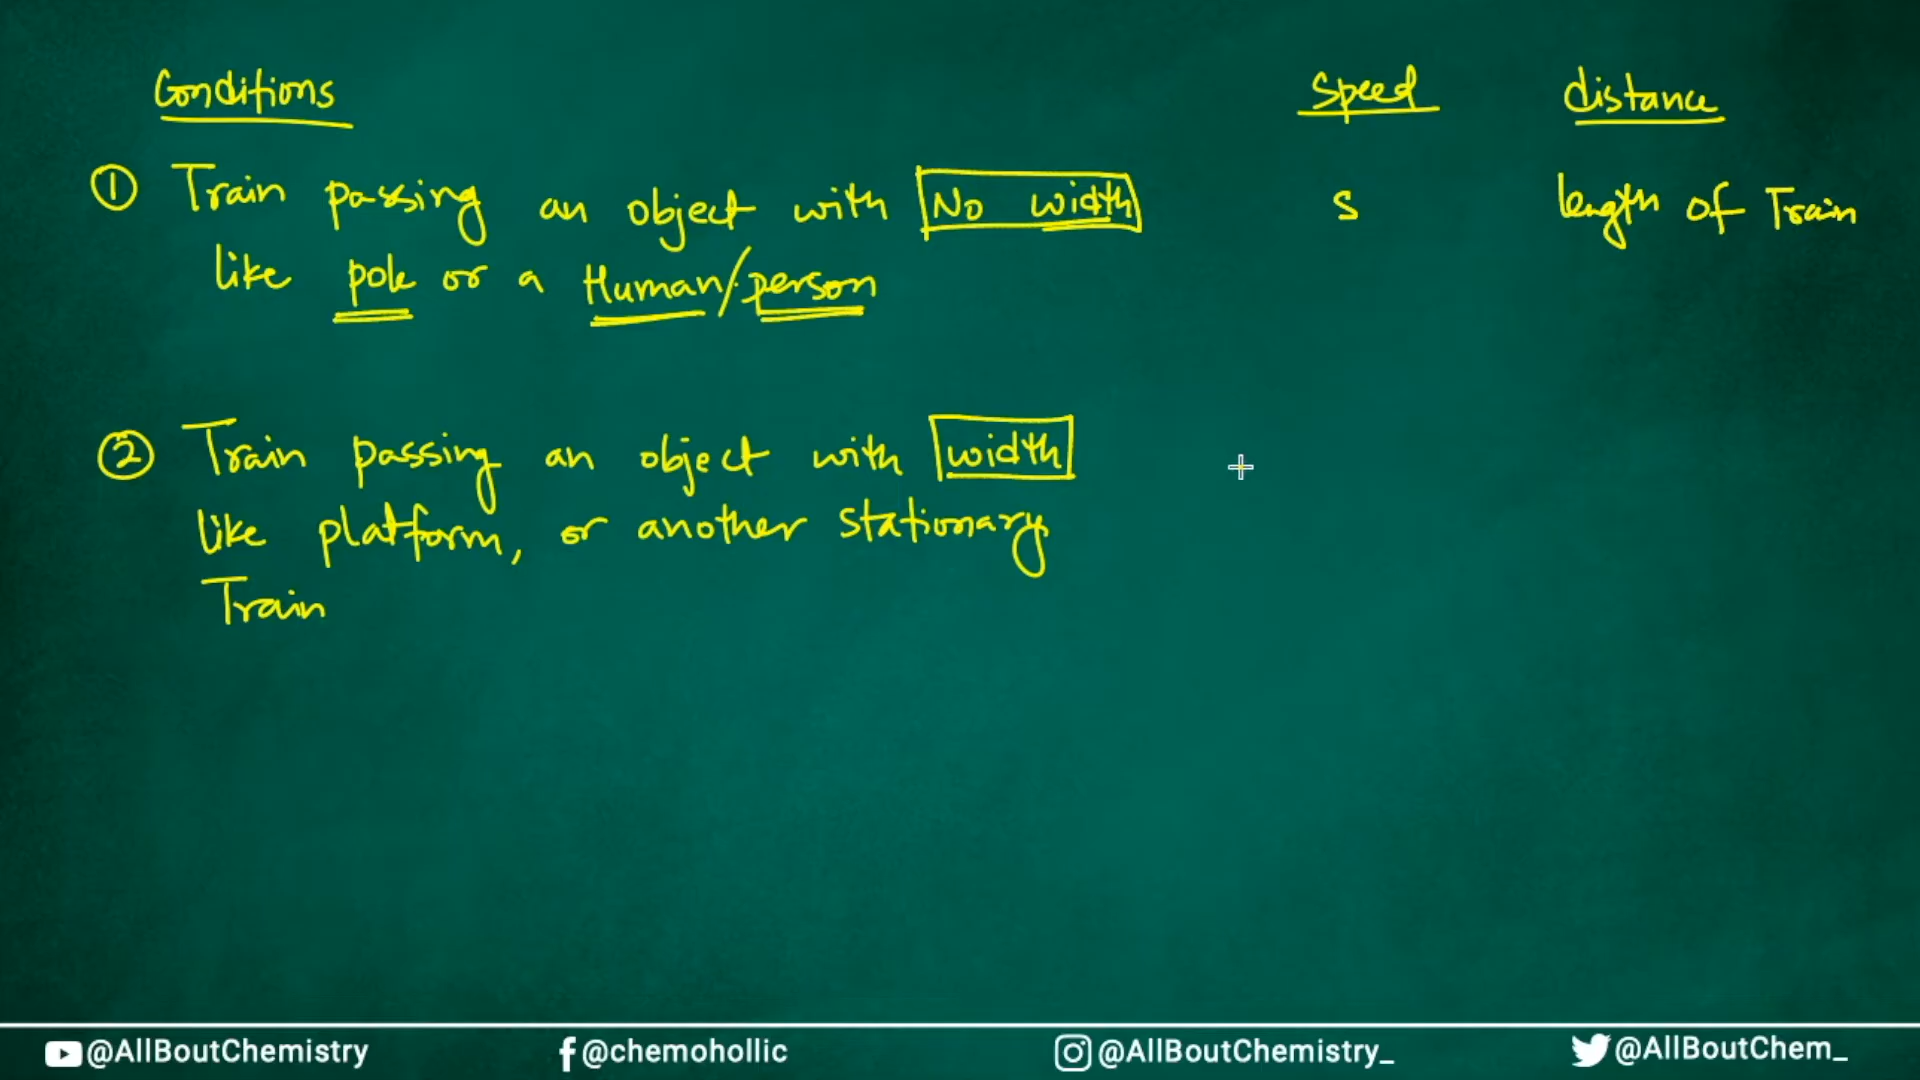 Conditions speed distance
① Train passing an object with No width s length of Train
like pole or a Human/person
② Train passing an object with width
like platform, or another stationary
Train
@AllBoutChemistry @chemohollic @AllBoutChemistry_ @AllBoutChem_